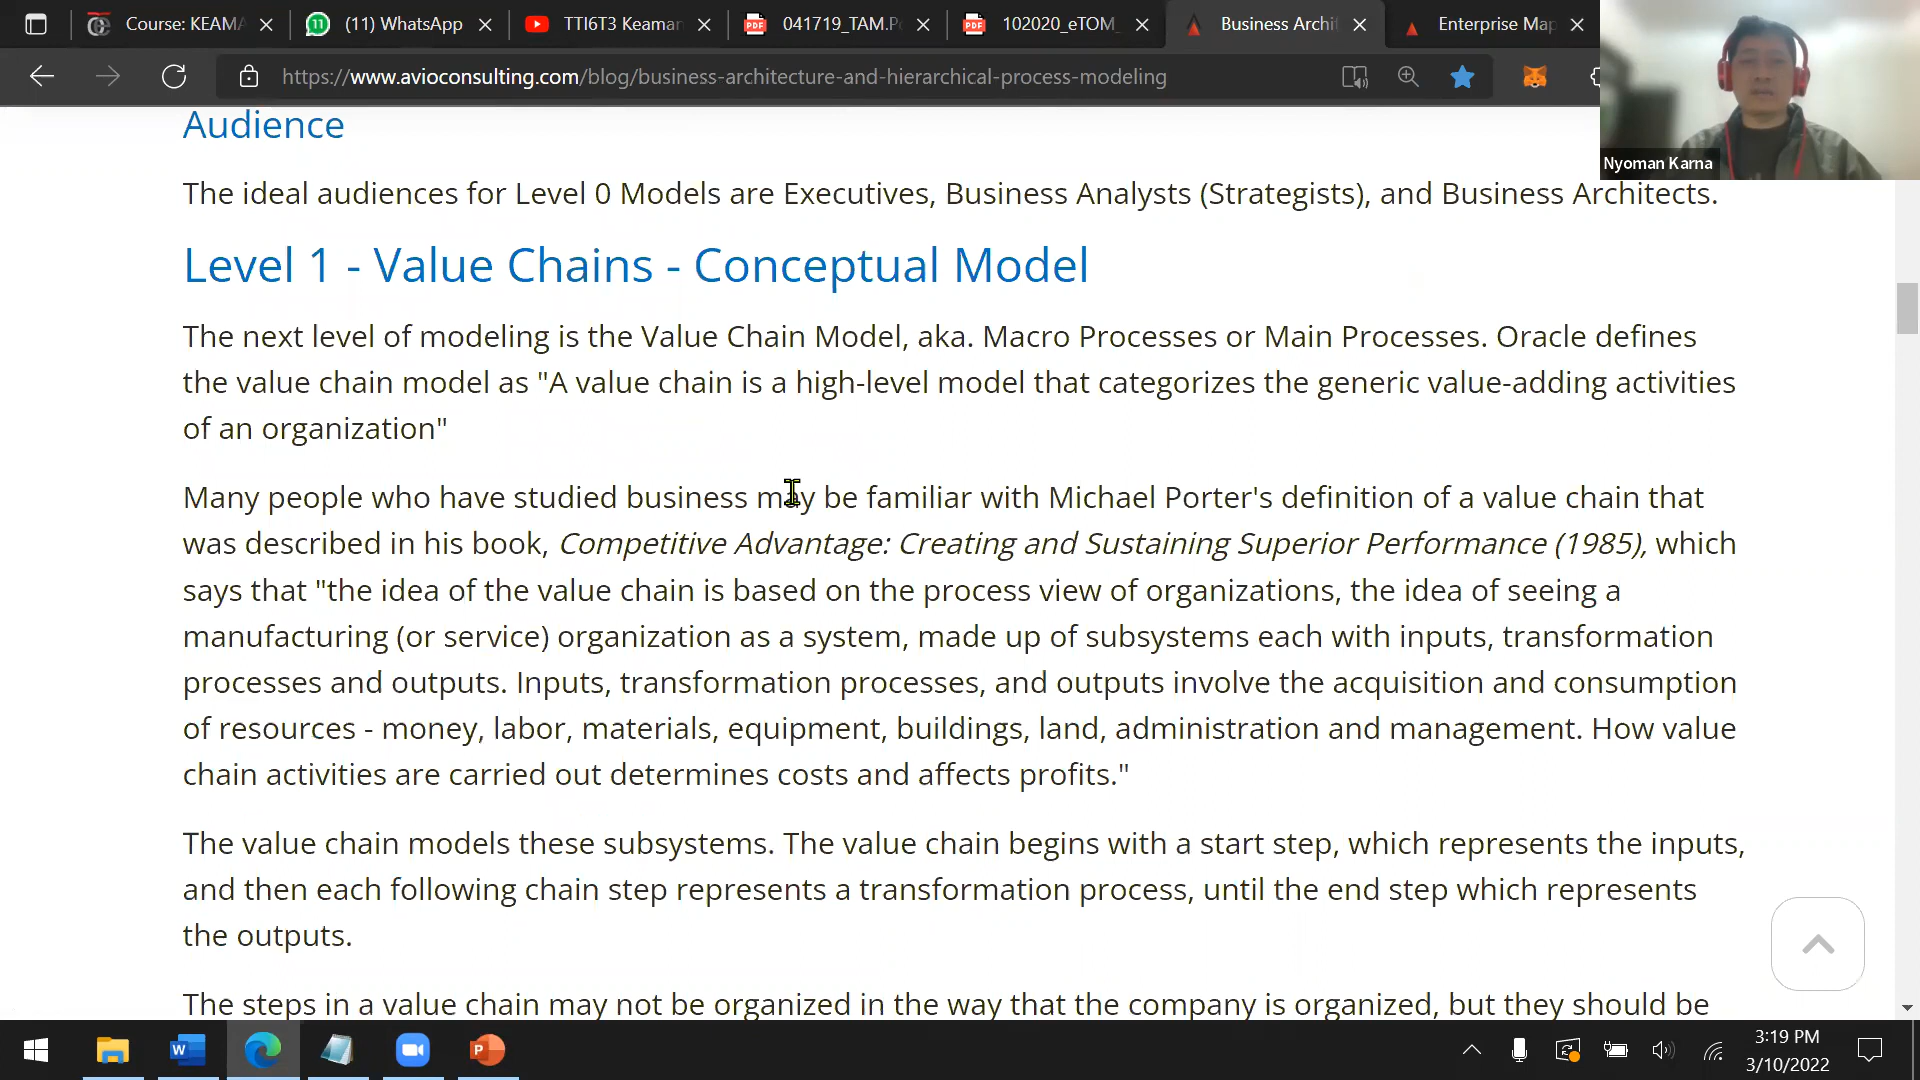 Course: KEAMA
(11) WhatsApp
TTI6T3 Keaman
041719_TAM.Po
102020_eTOM_
Business Archi
Enterprise Map
https://www.avioconsulting.com/blog/business-architecture-and-hierarchical-process-modeling
Nyoman Karna
Audience
The ideal audiences for Level 0 Models are Executives, Business Analysts (Strategists), and Business Architects.
Level 1 - Value Chains - Conceptual Model
The next level of modeling is the Value Chain Model, aka. Macro Processes or Main Processes. Oracle defines
the value chain model as "A value chain is a high-level model that categorizes the generic value-adding activities
of an organization"
Many people who have studied business may be familiar with Michael Porter's definition of a value chain that
was described in his book, Competitive Advantage: Creating and Sustaining Superior Performance (1985), which
says that "the idea of the value chain is based on the process view of organizations, the idea of seeing a
manufacturing (or service) organization as a system, made up of subsystems each with inputs, transformation
processes and outputs. Inputs, transformation processes, and outputs involve the acquisition and consumption
of resources - money, labor, materials, equipment, buildings, land, administration and management. How value
chain activities are carried out determines costs and affects profits."
The value chain models these subsystems. The value chain begins with a start step, which represents the inputs,
and then each following chain step represents a transformation process, until the end step which represents
the outputs.
The steps in a value chain may not be organized in the way that the company is organized, but they should be
3:19 PM
3/10/2022